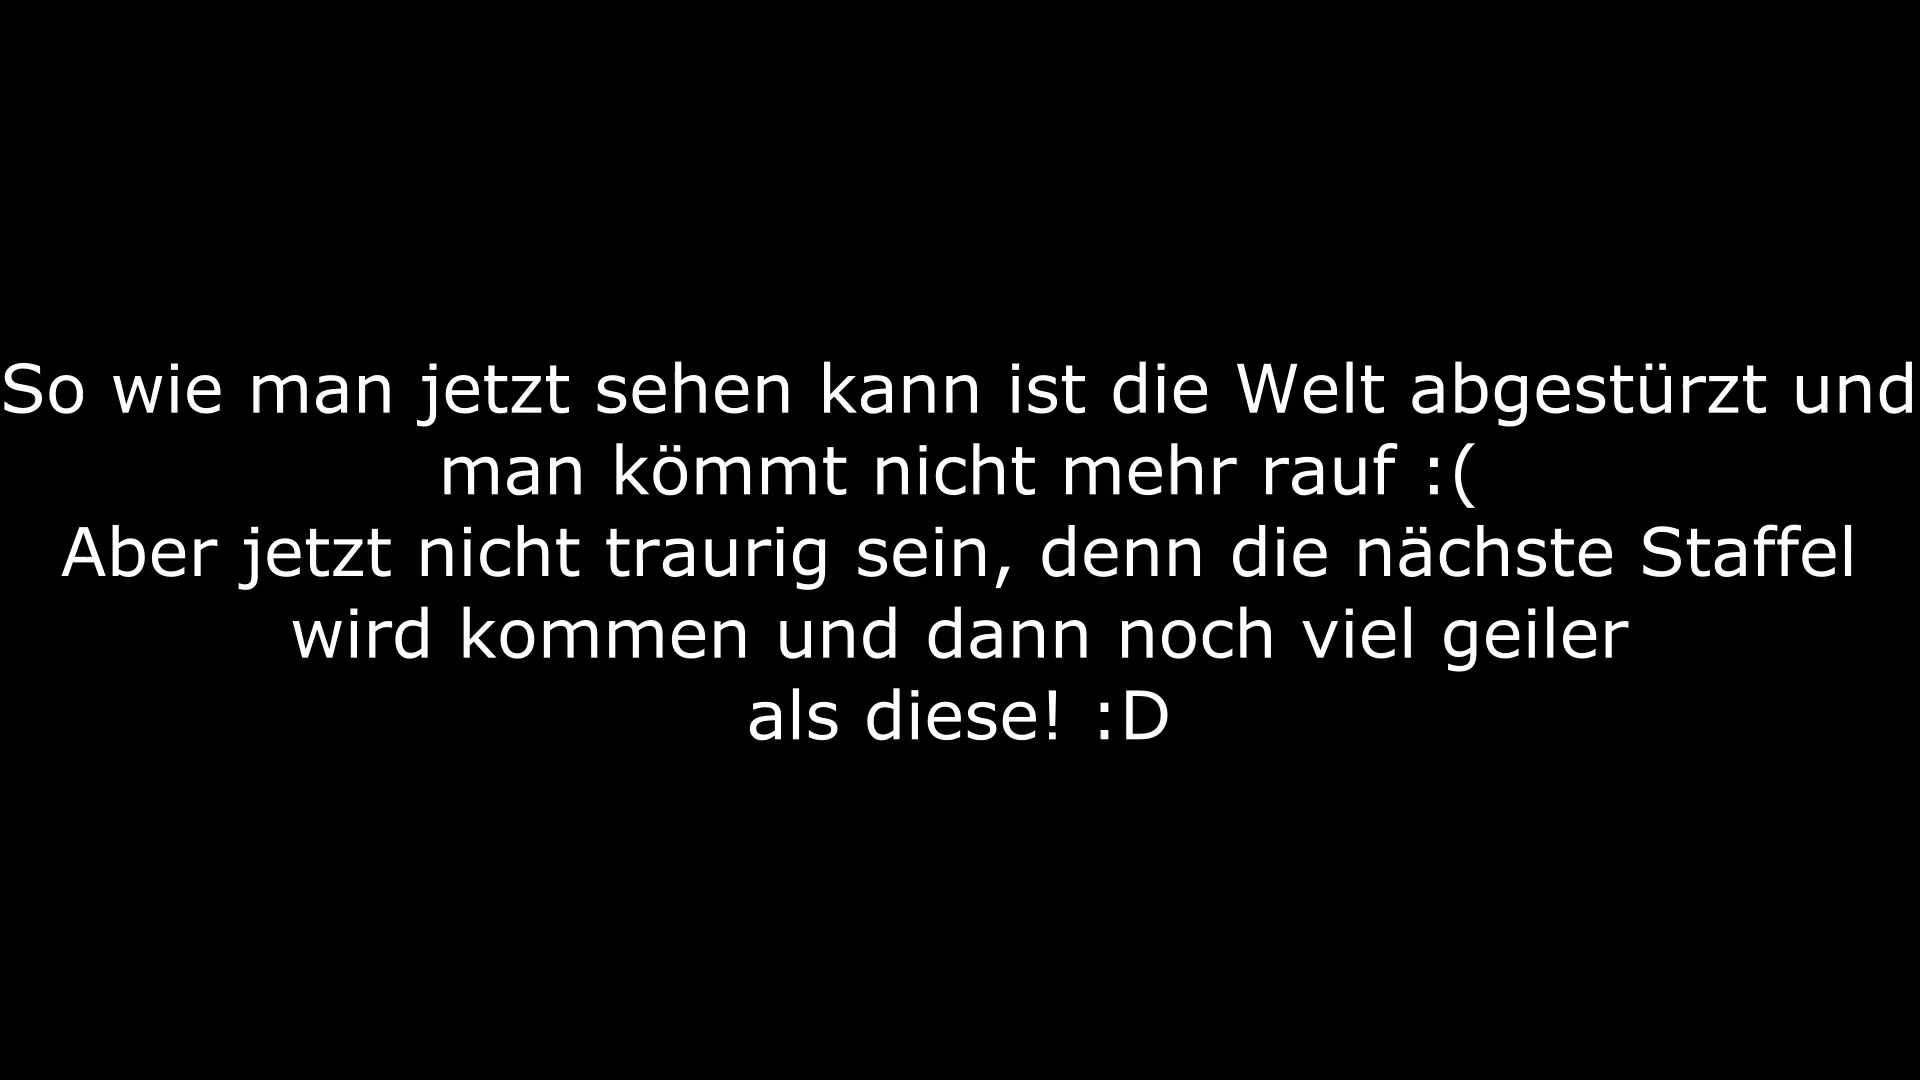 So wie man jetzt sehen kann ist die Welt abgestürzt und
man kömmt nicht mehr rauf :(
Aber jetzt nicht traurig sein, denn die nächste Staffel
wird kommen und dann noch viel geiler
als diese! :D